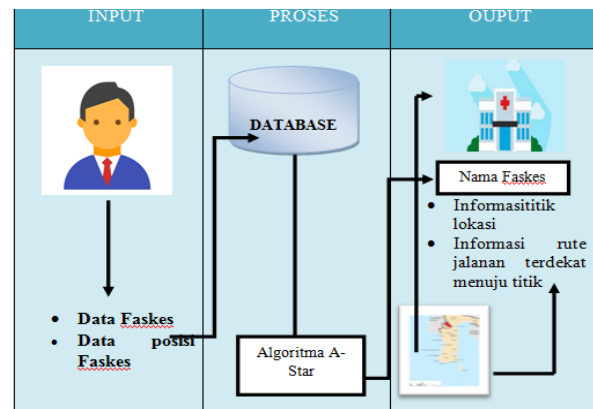 INPUT
PROSES
OUPUT
DATABASE
Nama Faskes
• Informasititik
lokasi
• Informasi rute
jalanan terdekat
menuju titik
• Data Faskes
• Data posisi
Faskes
Algoritma A-
Star